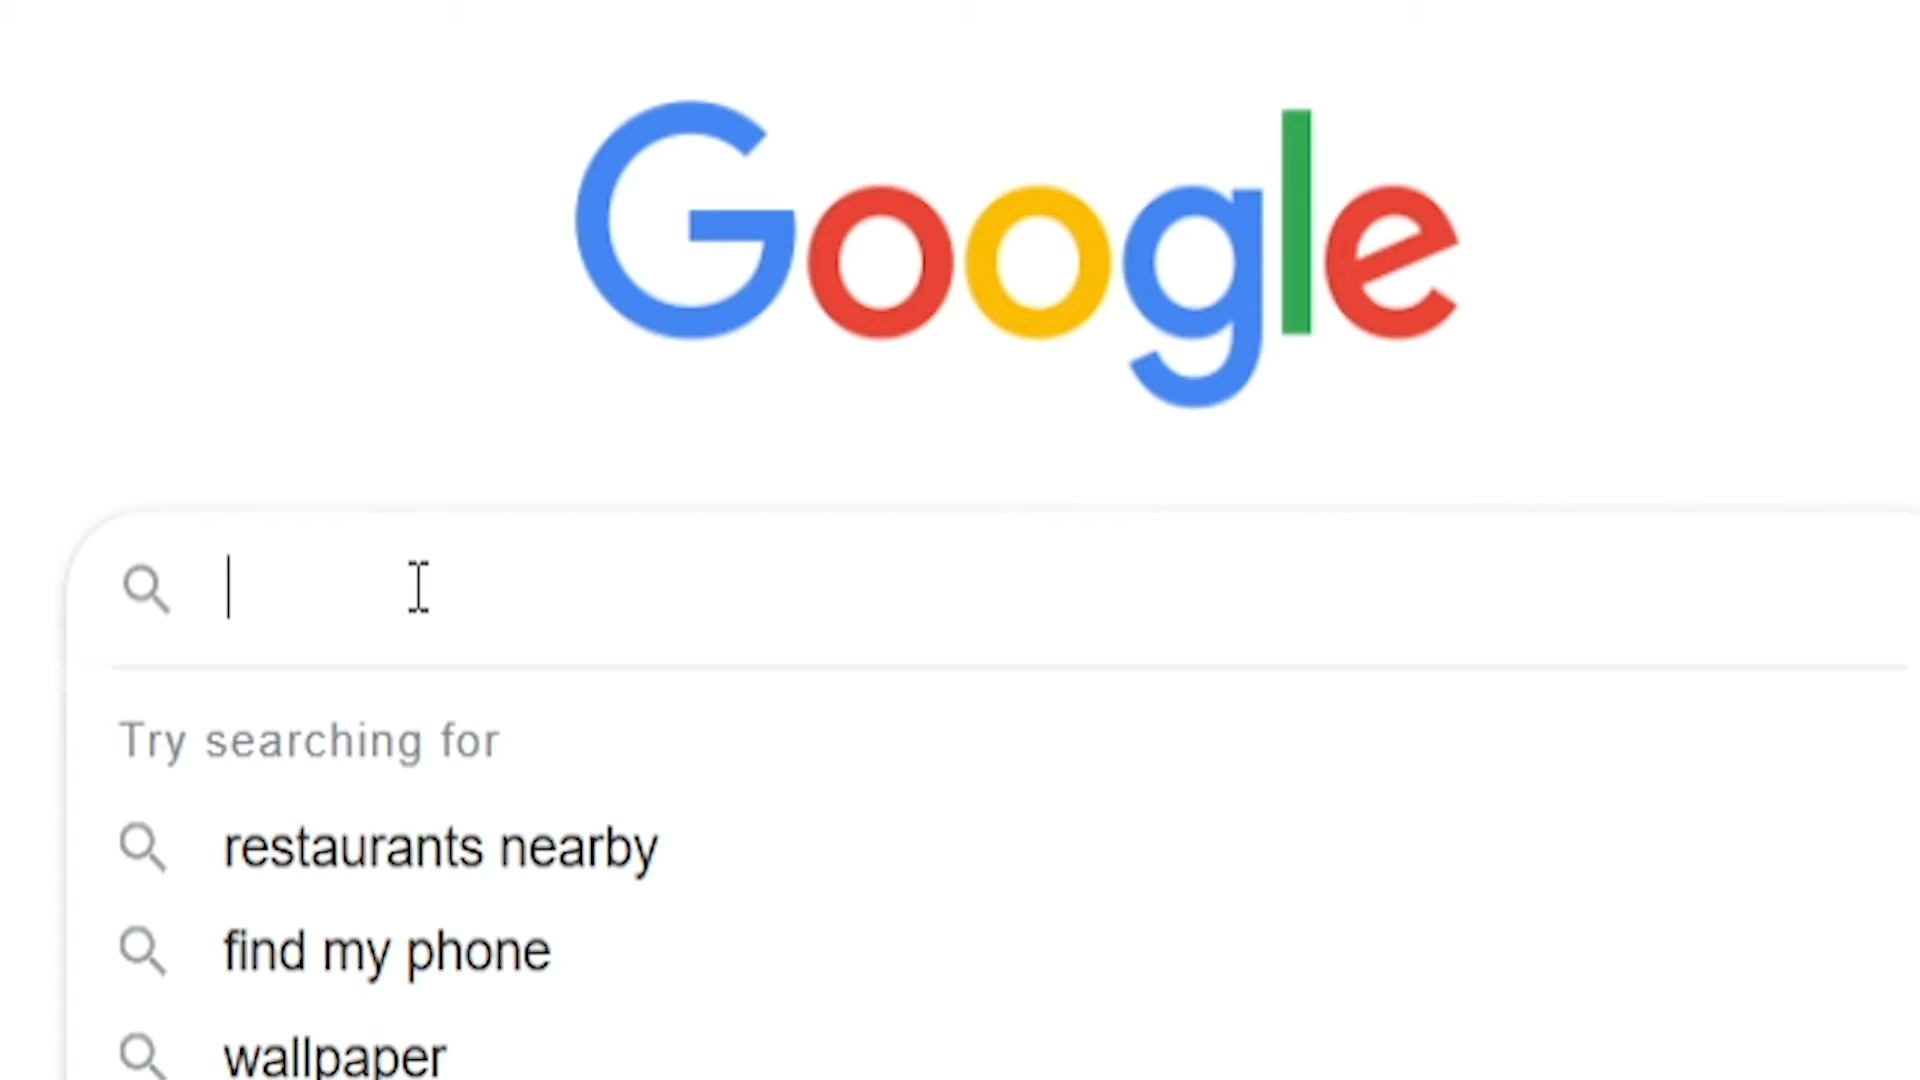 Google
Try searching for
restaurants nearby
find my phone
wallpaper